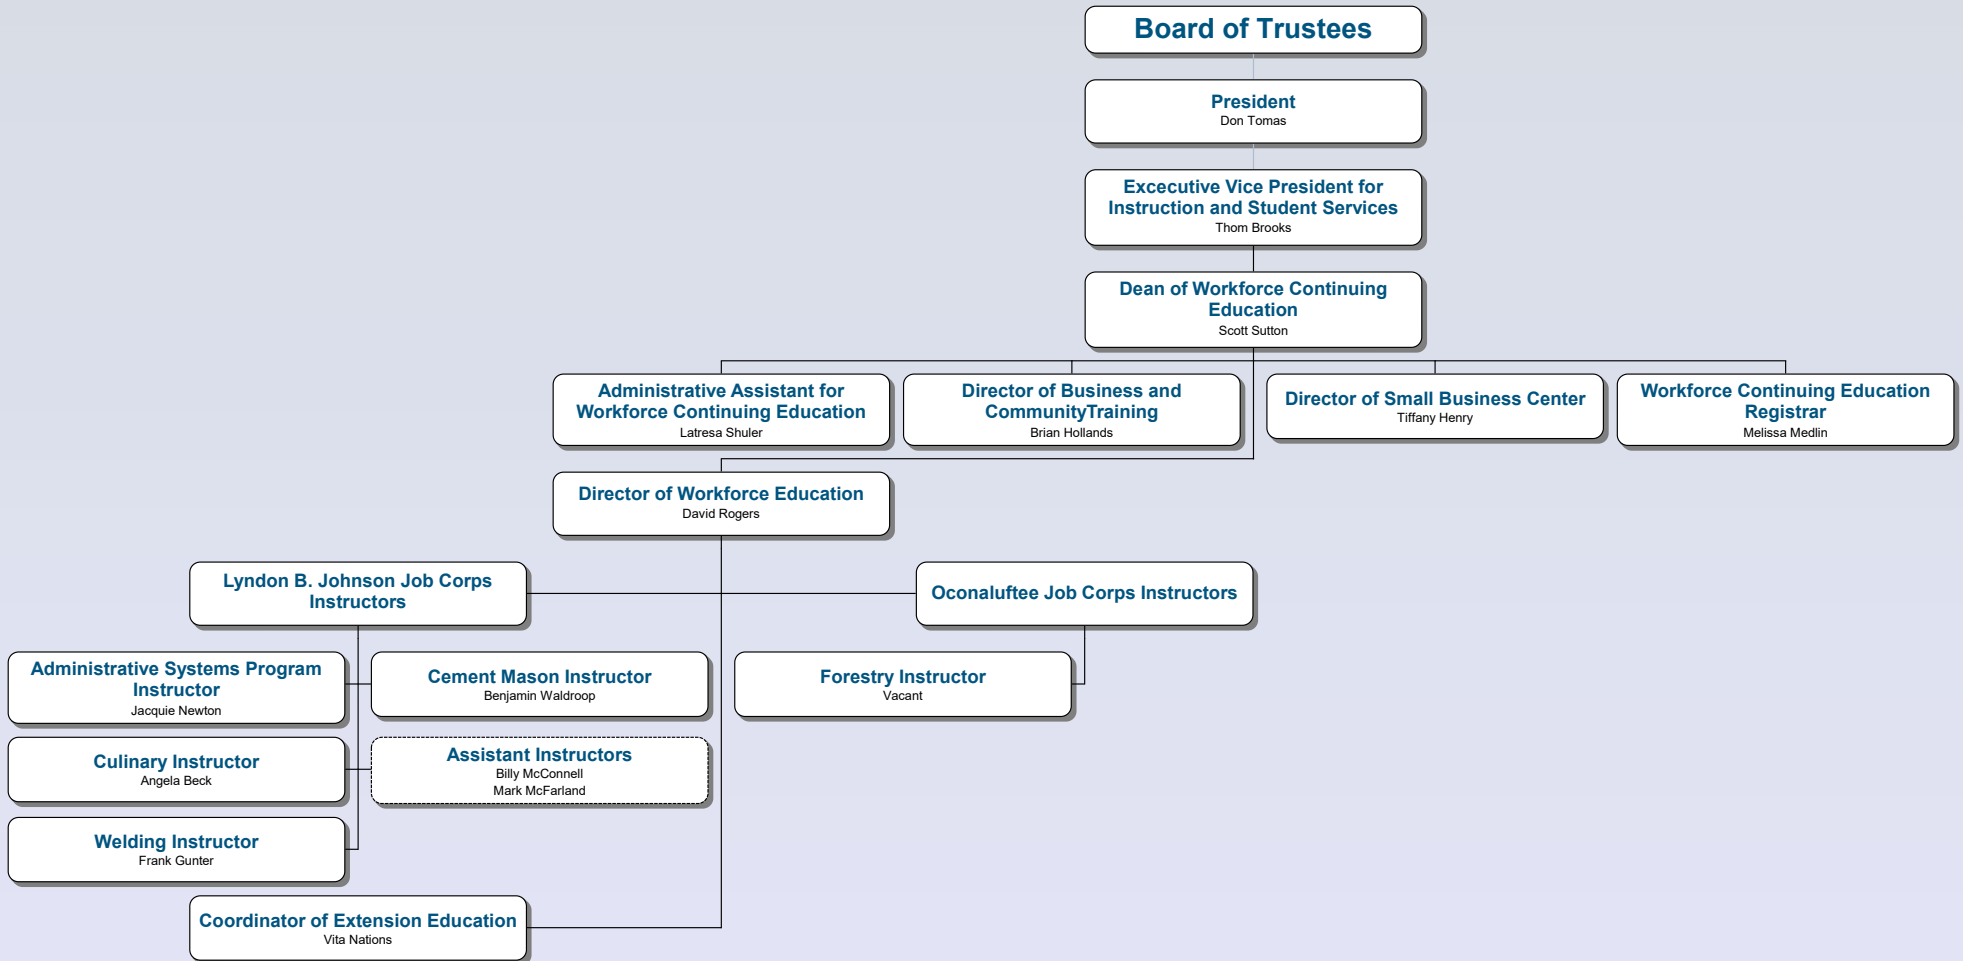 Board of Trustees
President
Don Tomas
Excecutive Vice President for
Instruction and Student Services
Thom Brooks
Dean of Workforce Continuing
Education
Scott Sutton
Administrative Assistant for
Workforce Continuing Education
Latresa Shuler
Director of Business and
CommunityTraining
Brian Hollands
Director of Small Business Center
Tiffany Henry
Workforce Continuing Education
Registrar
Melissa Medlin
Director of Workforce Education
David Rogers
Lyndon B. Johnson Job Corps
Instructors
Oconaluftee Job Corps Instructors
Administrative Systems Program
Instructor
Jacquie Newton
Cement Mason Instructor
Benjamin Waldroop
Forestry Instructor
Vacant
Culinary Instructor
Angela Beck
Assistant Instructors
Billy McConnell
Mark McFarland
Welding Instructor
Frank Gunter
Coordinator of Extension Education
Vita Nations